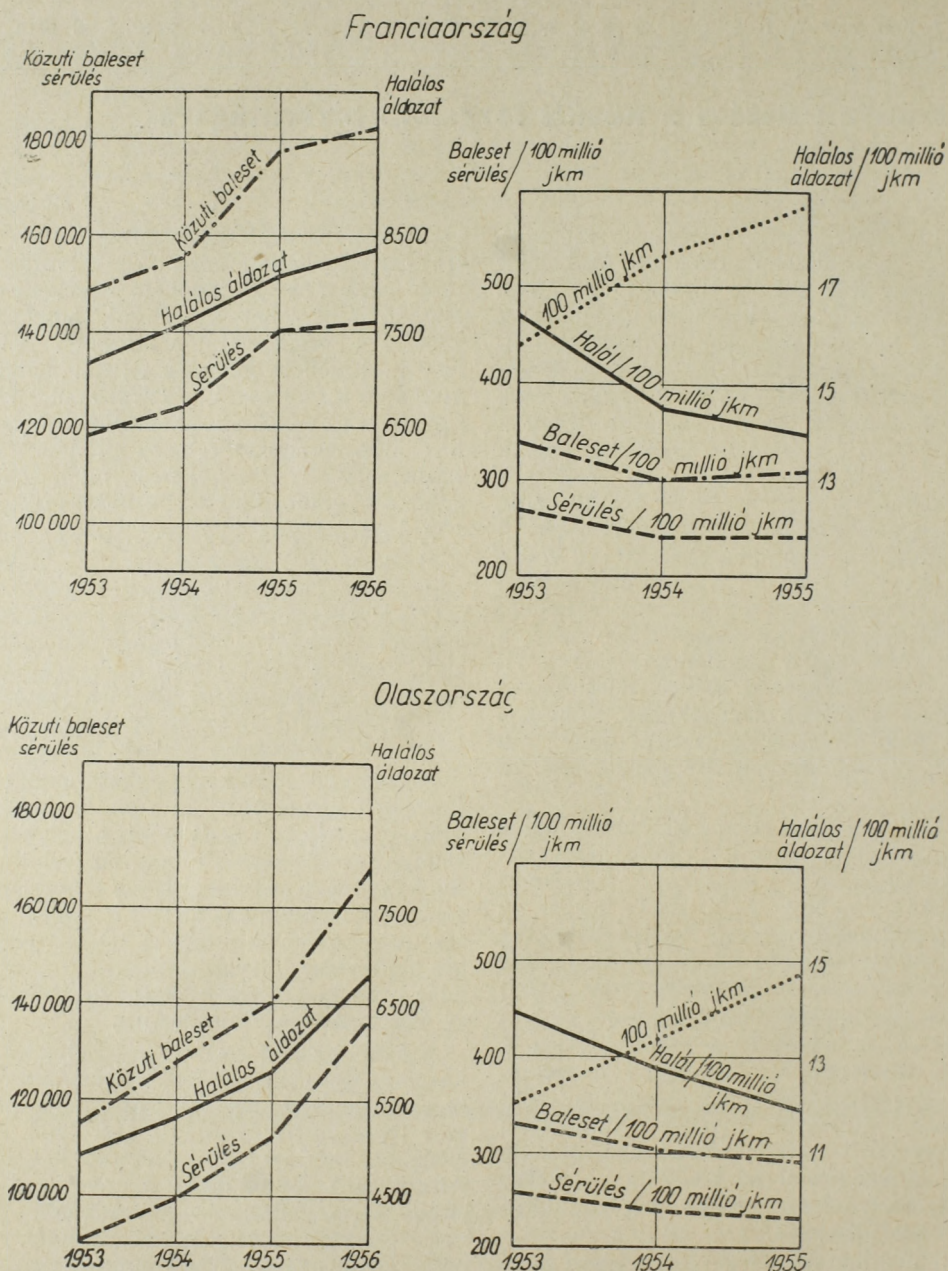 Franciaország
Közuti baleset
sérülés
Halálos
áldozat
180 000
160 000
140 000
120 000
100 000
8500
7500
6500
Közuti baleset
Halálos áldozat
Sérülés
1953 1954 1955 1956
Baleset / 100 millió
sérülés / jkm
Halálos / 100 millió
áldozat / jkm
500
400
300
200
17
15
13
100 millió jkm
Halál/100
millió jkm
Baleset/100 millió jkm
Sérülés / 100 millió jkm
1953 1954 1955
Olaszország
Közuti baleset
sérülés
Halálos
áldozat
180 000
160 000
140 000
120 000
100 000
7500
6500
5500
4500
Közuti baleset
Halálos áldozat
Sérülés
1953 1954 1955 1956
Baleset / 100 millió
sérülés / jkm
Halálos / 100 millió
áldozat / jkm
500
400
300
200
15
13
11
100 millió jkm
Halál/100 millió
jkm
Baleset / 100 millió jkm
Sérülés / 100 millió jkm
1953 1954 1955